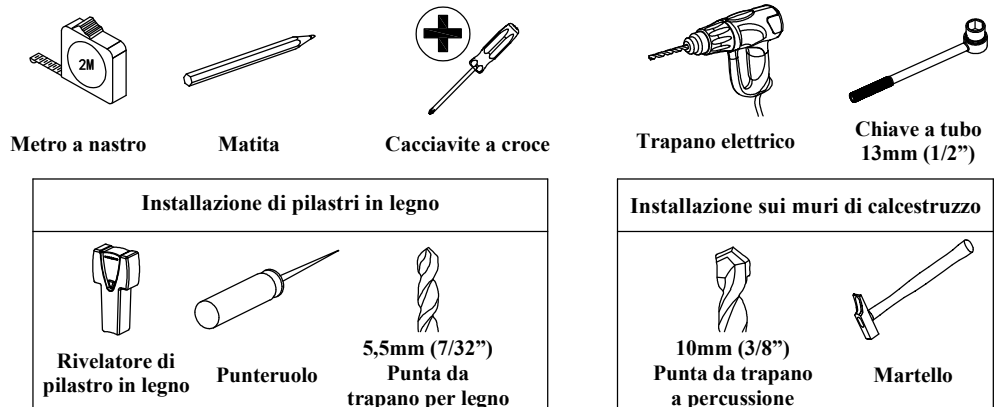 2M
Metro a nastro
Matita
Cacciavite a croce
Trapano elettrico
Chiave a tubo
13mm (1/2”)
Installazione di pilastri in legno
Rivelatore di
pilastro in legno
Punteruolo
5,5mm (7/32”)
Punta da
trapano per legno
Installazione sui muri di calcestruzzo
10mm (3/8”)
Punta da trapano
a percussione
Martello